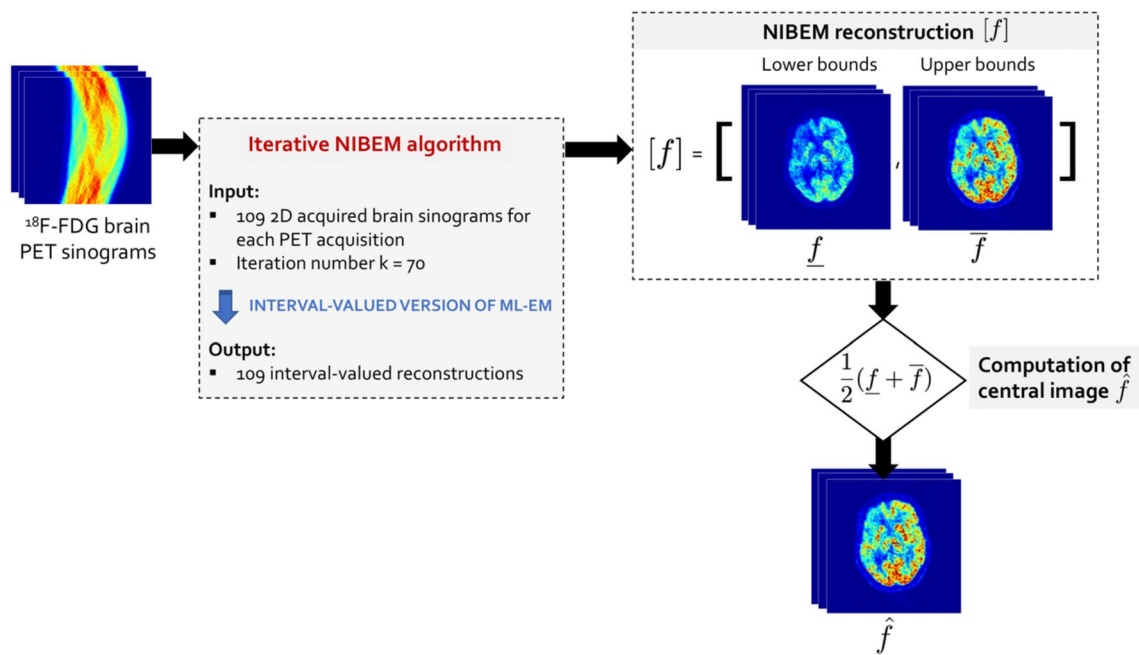 ¹⁸F-FDG brain
PET sinograms
Iterative NIBEM algorithm
Input:
▪ 109 2D acquired brain sinograms for
each PET acquisition
▪ Iteration number k = 70
INTERVAL-VALUED VERSION OF ML-EM
Output:
▪ 109 interval-valued reconstructions
NIBEM reconstruction [f]
Lower bounds Upper bounds
[f] = [ , ]
f̲ f̅
½(f̲ + f̅)
Computation of
central image f̂
f̂